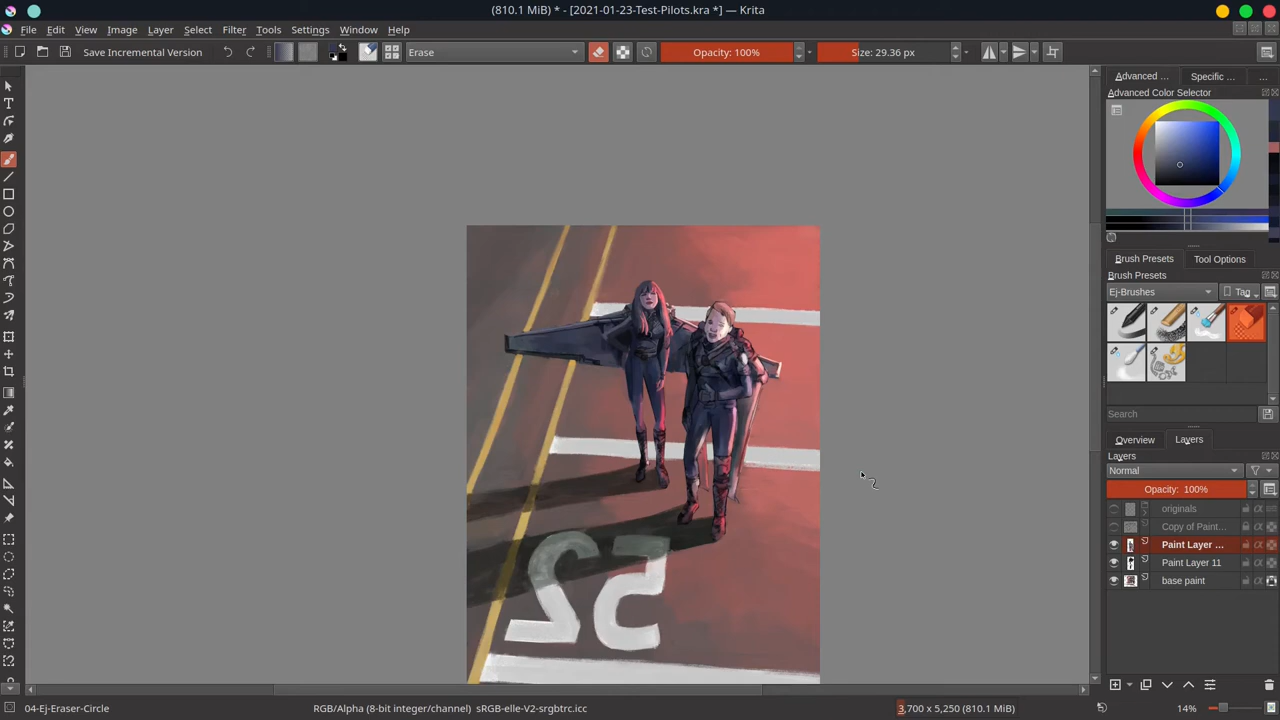 (810.1 MiB) * - [2021-01-23-Test-Pilots.kra *] — Krita
File Edit View Image Layer Select Filter Tools Settings Window Help
Save Incremental Version Erase Opacity: 100% Size: 29.36 px
Advanced ... Specific ... ...
Advanced Color Selector
Brush Presets Tool Options
Brush Presets
Ej-Brushes Tag
Search
Overview Layers
Layers
Normal
Opacity: 100%
originals
Copy of Paint...
Paint Layer ...
Paint Layer 11
base paint
52
04-Ej-Eraser-Circle RGB/Alpha (8-bit integer/channel) sRGB-elle-V2-srgbtrc.icc 3,700 x 5,250 (810.1 MiB) 14%